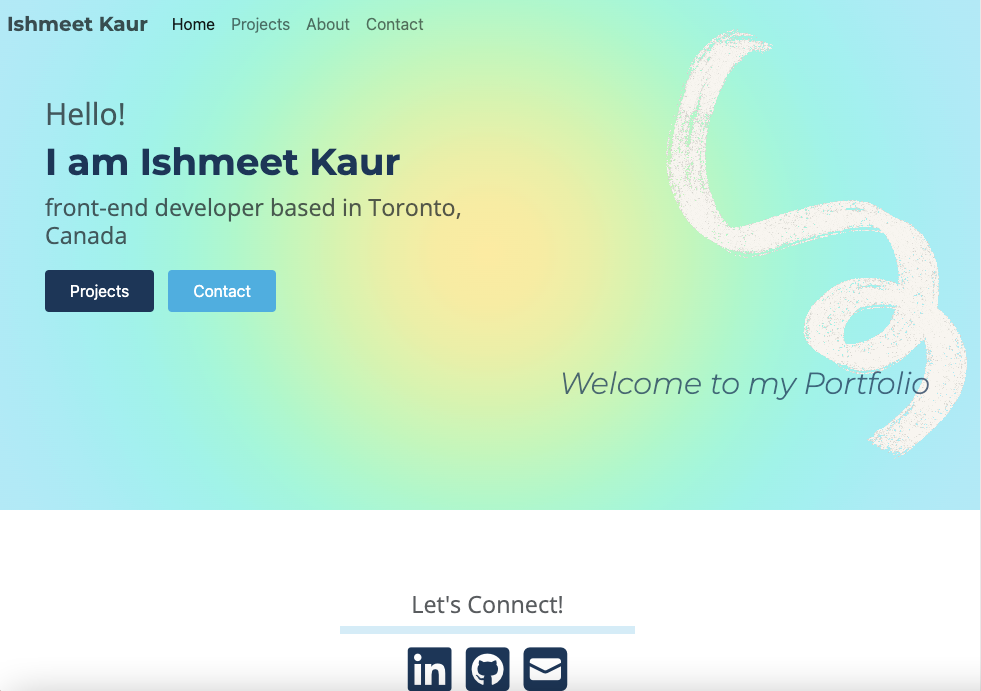 Ishmeet Kaur Home Projects About Contact
Hello!
I am Ishmeet Kaur
front-end developer based in Toronto,
Canada
Projects Contact
Welcome to my Portfolio
Let's Connect!
in